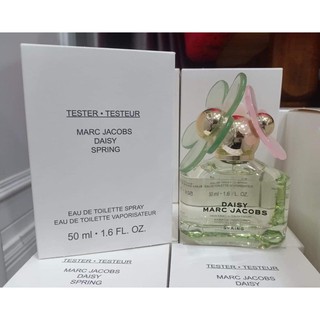 TESTER • TESTEUR
MARC JACOBS
DAISY
SPRING
EAU DE TOILETTE SPRAY
EAU DE TOILETTE VAPORISATEUR
50 ml • 1.6 FL. OZ.
DAISY
MARC JACOBS
SPRING
TESTER • TESTEUR
MARC JACOBS
DAISY
SPRING
TESTER • TESTEUR
MARC JACOBS